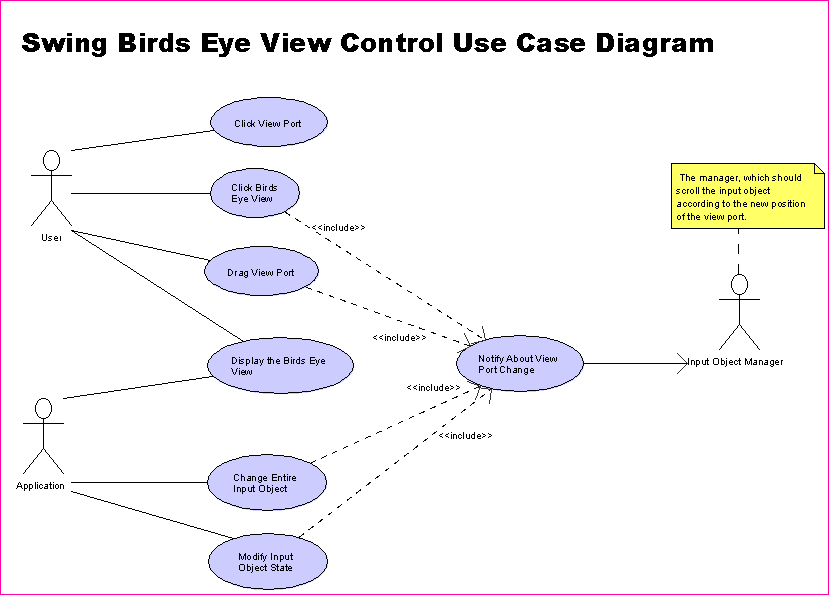 Swing Birds Eye View Control Use Case Diagram
Click View Port
Click Birds
Eye View
The manager, which should
scroll the input object
according to the new position
of the view port.
User
<<include>>
Drag View Port
<<include>>
Display the Birds Eye
View
Notify About View
Port Change
Input Object Manager
<<include>>
<<include>>
Application
Change Entire
Input Object
Modify Input
Object State